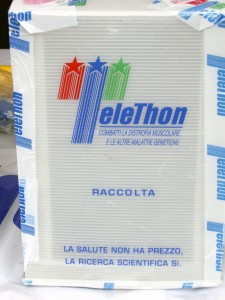 TeleThon
COMBATTI LA DISTROFIA MUSCOLARE
E LE ALTRE MALATTIE GENETICHE
RACCOLTA
LA SALUTE NON HA PREZZO,
LA RICERCA SCIENTIFICA SI.